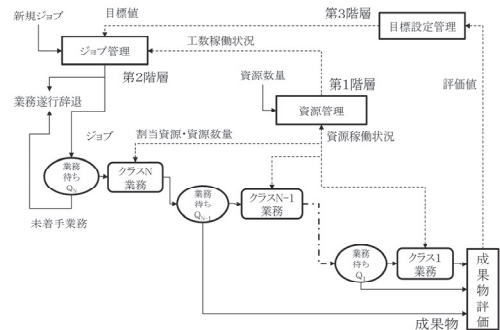 目標値
第3階層
新規ジョブ
目標設定管理
工数稼働状況
ジョブ管理
第2階層
第1階層
資源数量
評価値
業務遂行辞退
資源管理
ジョブ
割当資源・資源数量
資源稼働状況
業務
待ち
QN
クラスN
業務
業務
待ち
QN-1
クラスN-1
業務
未着手業務
業務
待ち
Q1
クラス1
業務
成果物評価
成果物